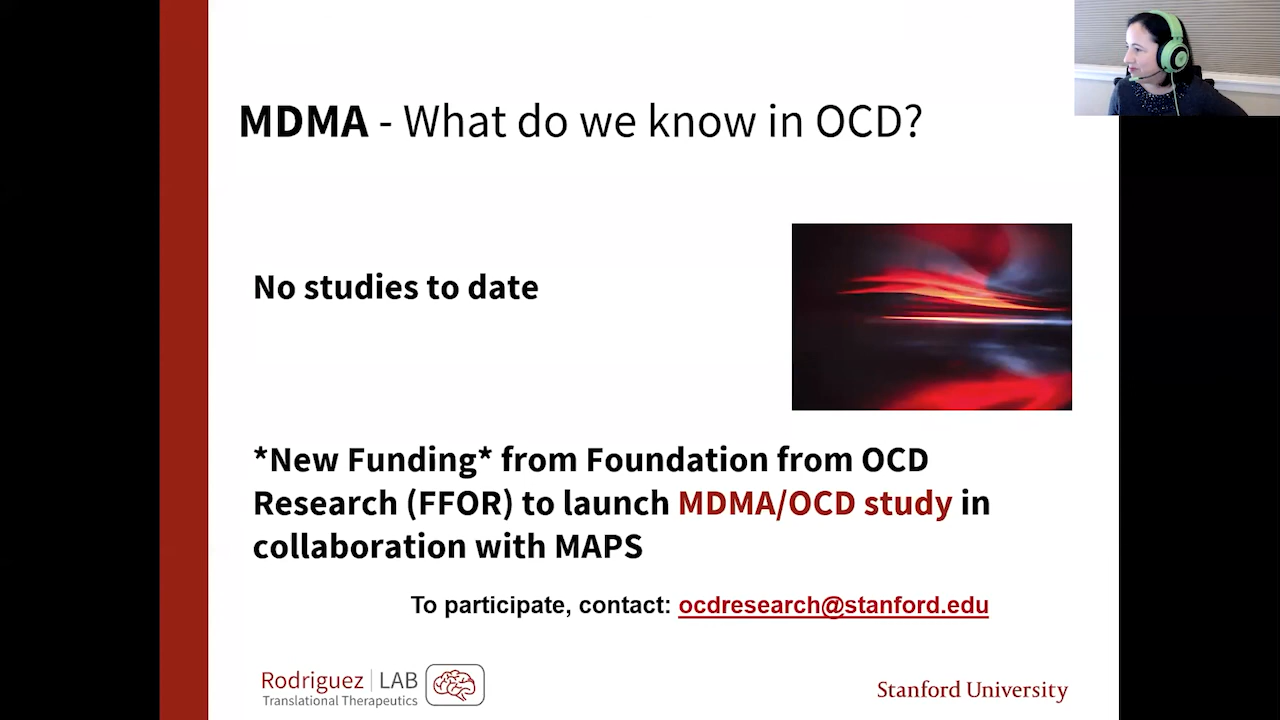 MDMA - What do we know in OCD?
No studies to date
*New Funding* from Foundation from OCD
Research (FFOR) to launch MDMA/OCD study in
collaboration with MAPS
To participate, contact: ocdresearch@stanford.edu
Rodriguez | LAB
Translational Therapeutics
Stanford University